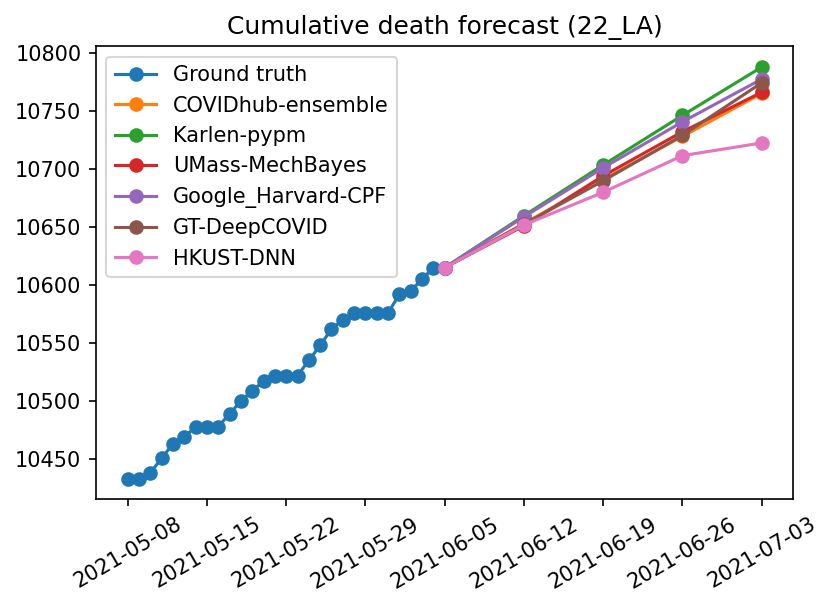 Cumulative death forecast (22_LA)
10800
10750
10700
10650
10600
10550
10500
10450
Ground truth
COVIDhub-ensemble
Karlen-pypm
UMass-MechBayes
Google_Harvard-CPF
GT-DeepCOVID
HKUST-DNN
2021-05-08
2021-05-15
2021-05-22
2021-05-29
2021-06-05
2021-06-12
2021-06-19
2021-06-26
2021-07-03